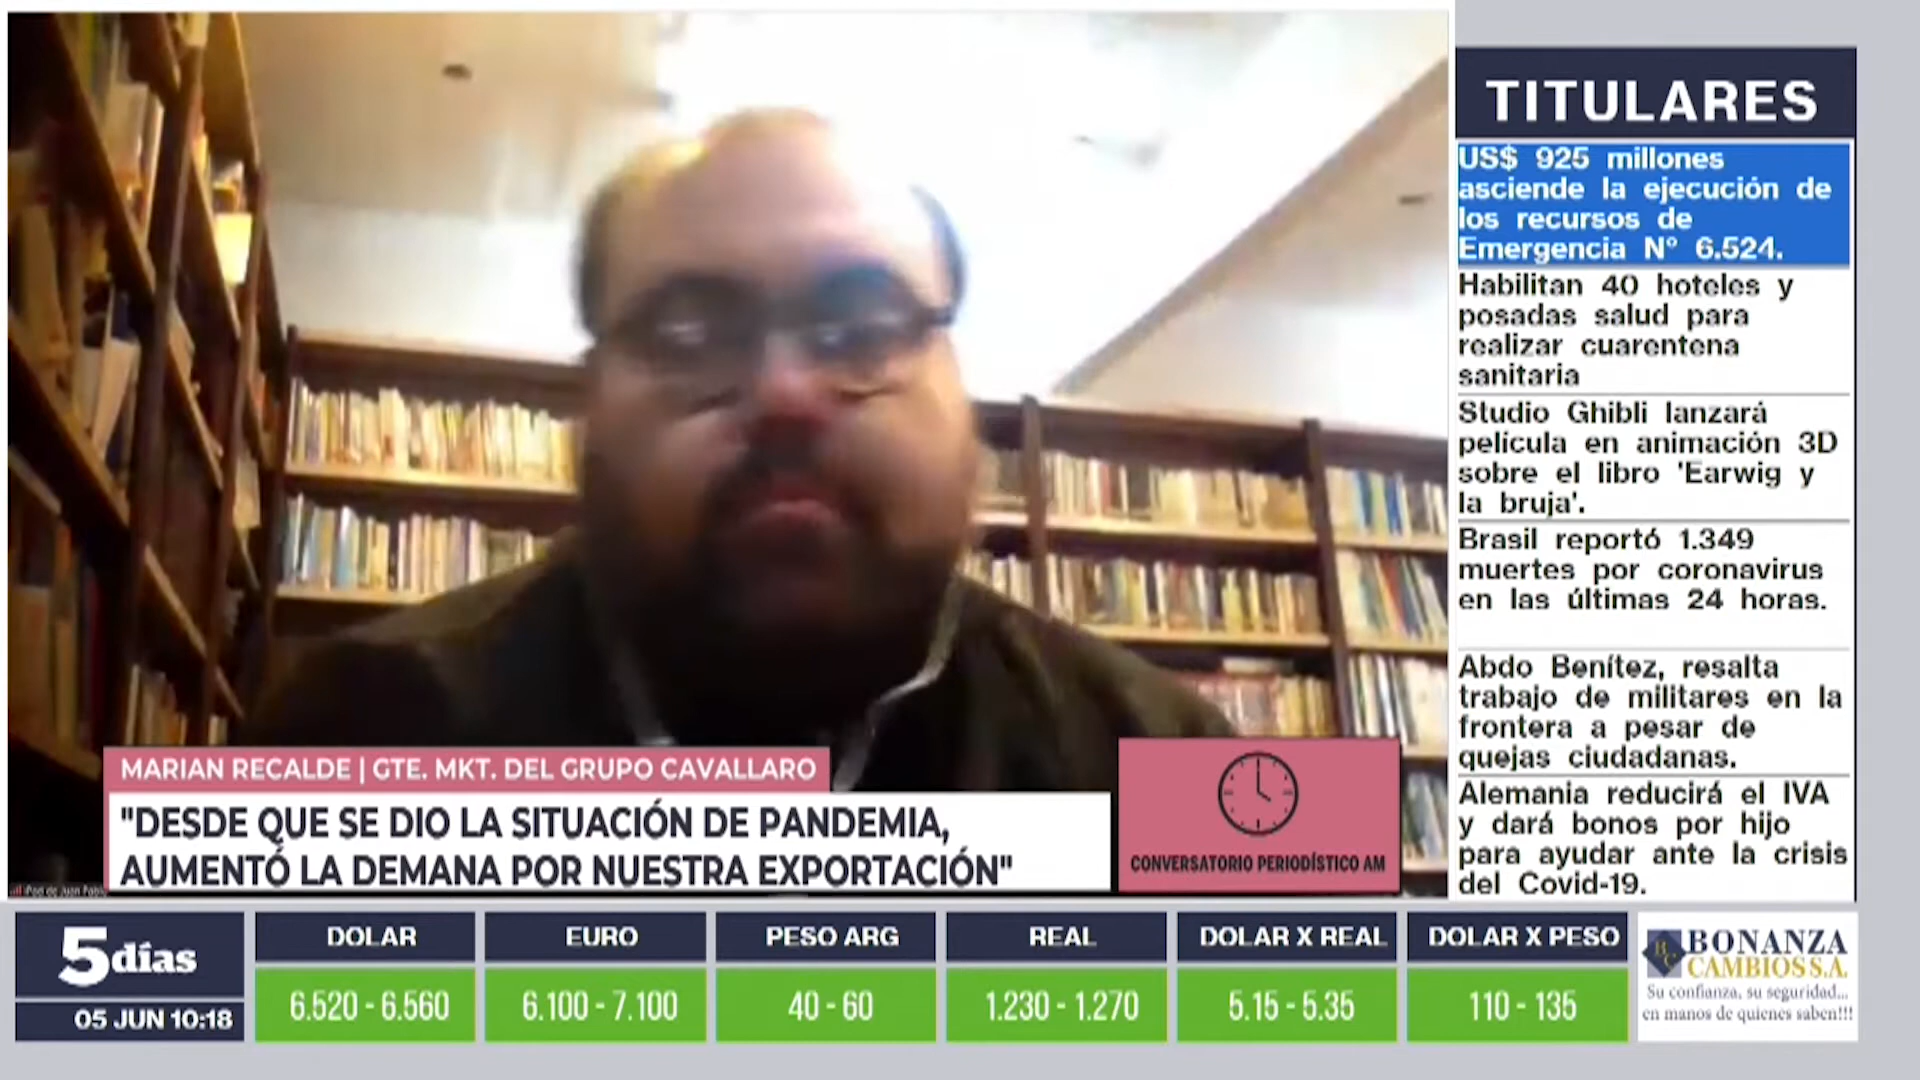 TITULARES
US$ 925 millones
asciende la ejecución de
los recursos de
Emergencia N° 6.524.
Habilitan 40 hoteles y
posadas salud para
realizar cuarentena
sanitaria
Studio Ghibli lanzará
película en animación 3D
sobre el libro 'Earwig y
la bruja'.
Brasil reportó 1.349
muertes por coronavirus
en las últimas 24 horas.
Abdo Benítez, resalta
trabajo de militares en la
frontera a pesar de
quejas ciudadanas.
Alemania reducirá el IVA
y dará bonos por hijo
para ayudar ante la crisis
del Covid-19.
MARIAN RECALDE | GTE. MKT. DEL GRUPO CAVALLARO
"DESDE QUE SE DIO LA SITUACIÓN DE PANDEMIA,
AUMENTÓ LA DEMANA POR NUESTRA EXPORTACIÓN"
CONVERSATORIO PERIODÍSTICO AM
iPad de Juan Pablo
5días
05 JUN 10:18
DOLAR
6.520 - 6.560
EURO
6.100 - 7.100
PESO ARG
40 - 60
REAL
1.230 - 1.270
DOLAR X REAL
5.15 - 5.35
DOLAR X PESO
110 - 135
BC
BONANZA
CAMBIOS S.A.
Su confianza, su seguridad...
en manos de quienes saben!!!